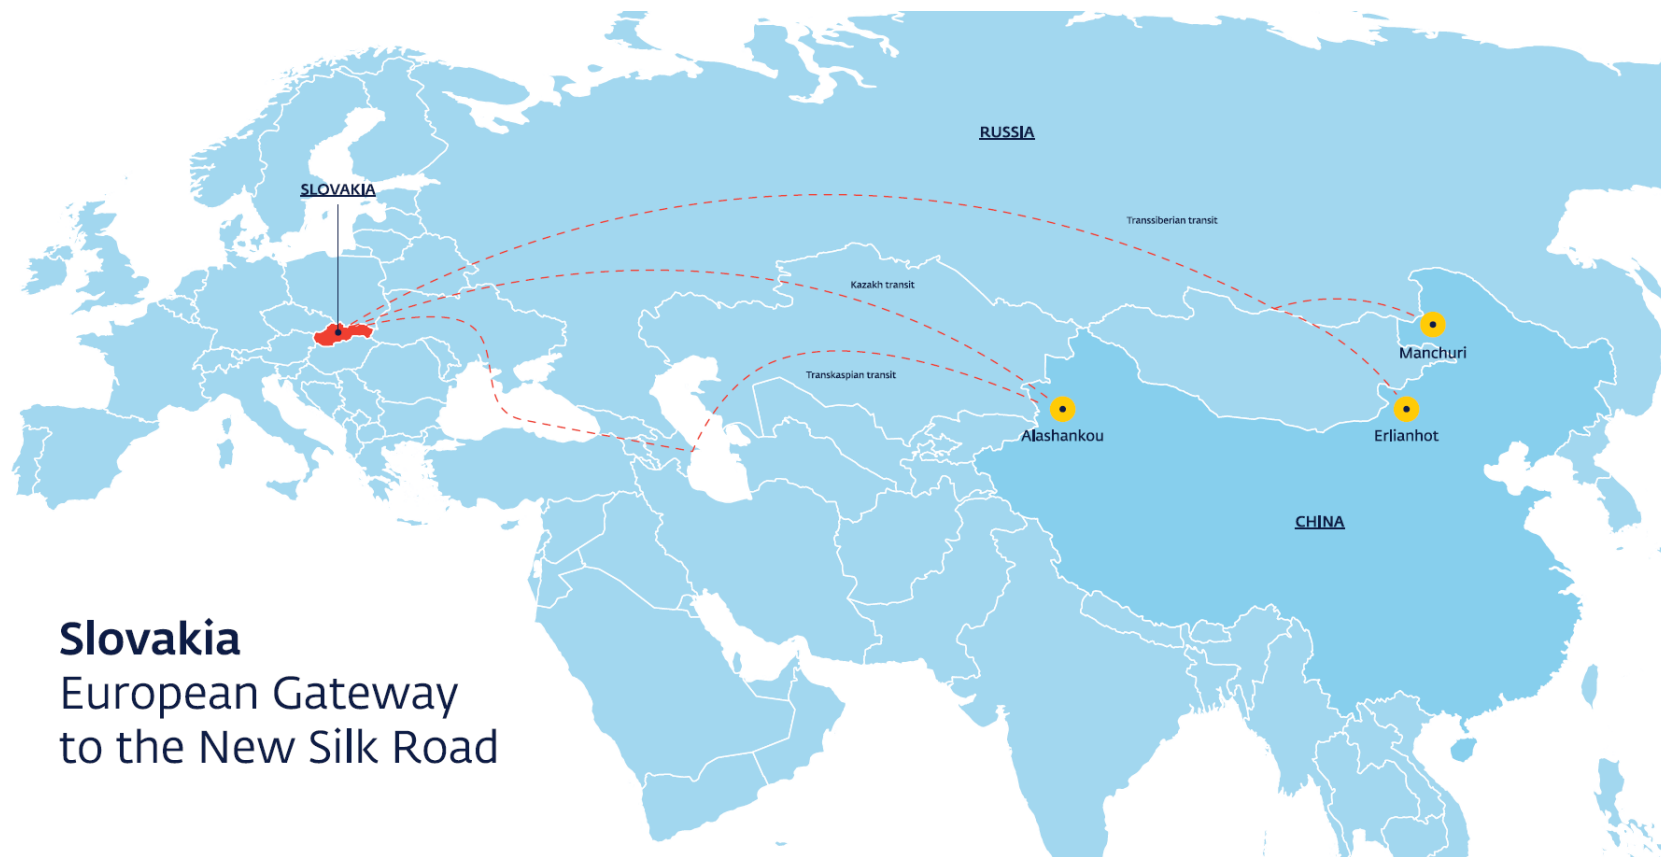 RUSSIA
SLOVAKIA
Transsiberian transit
Kazakh transit
Manchuri
Transkaspian transit
Alashankou
Erlianhot
CHINA
Slovakia
European Gateway
to the New Silk Road